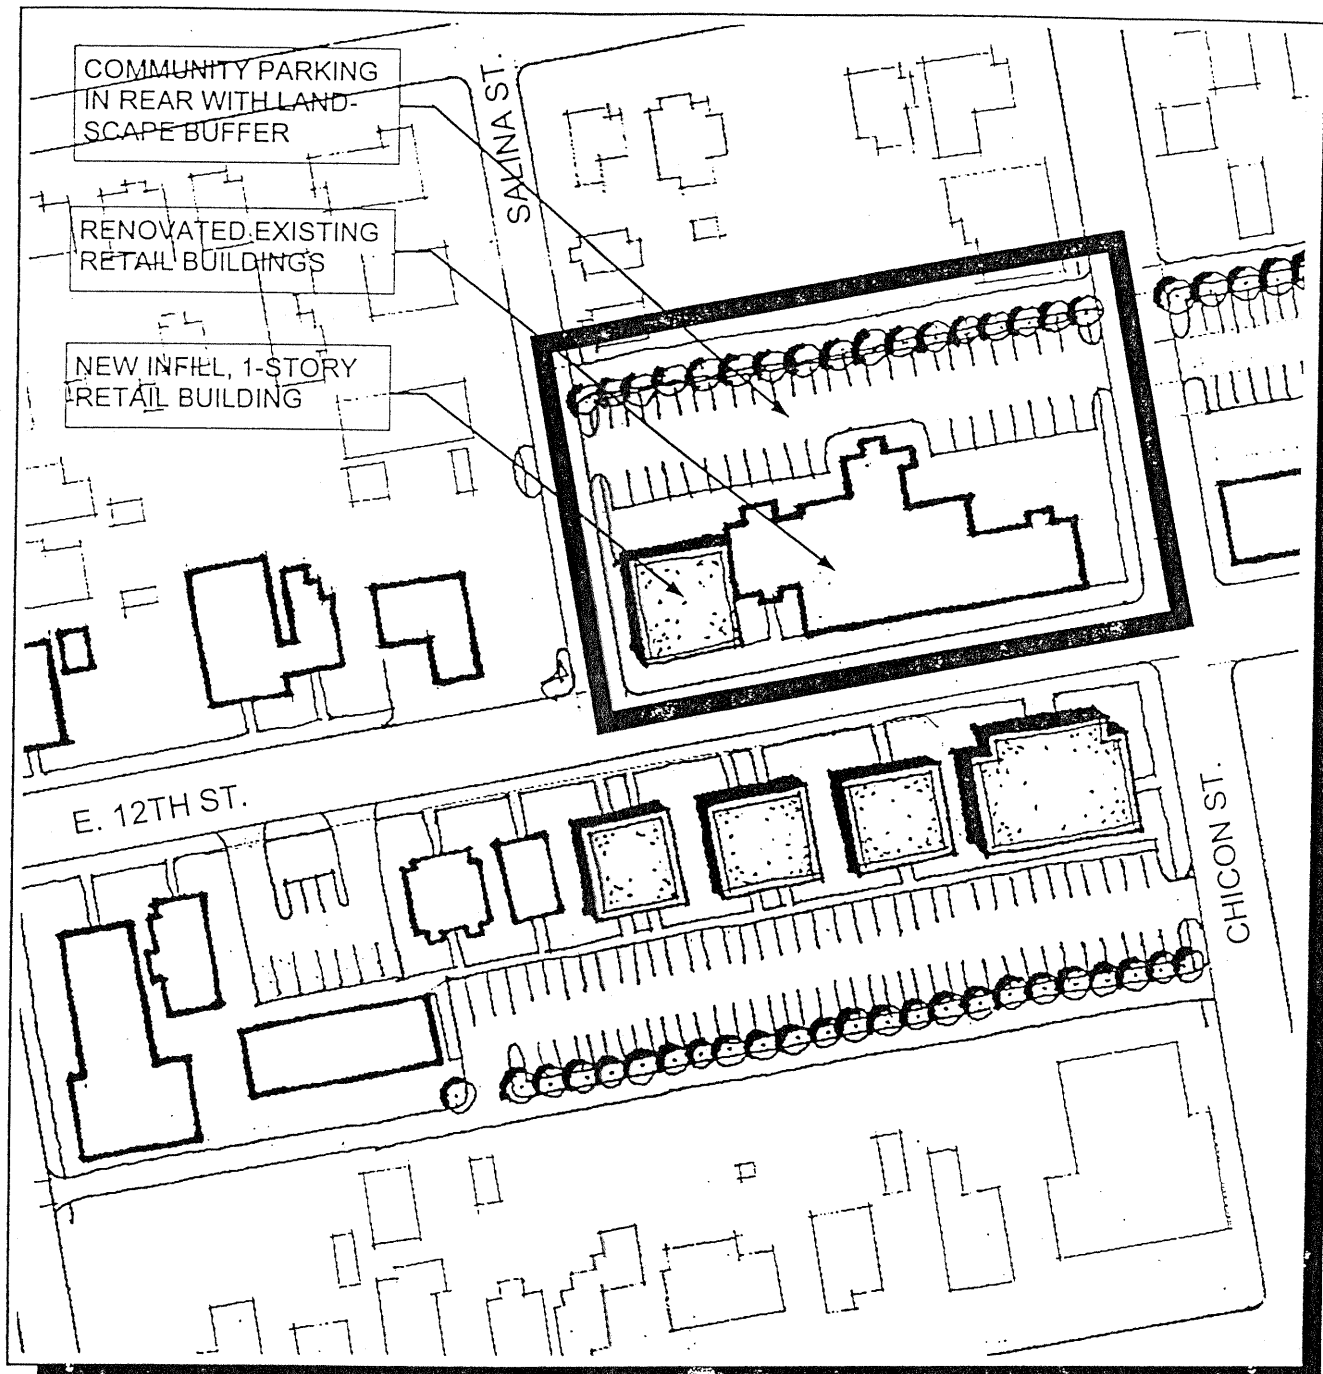 COMMUNITY PARKING
IN REAR WITH LAND-
SCAPE BUFFER
SALINA ST.
RENOVATED EXISTING
RETAIL BUILDINGS
NEW INFILL, 1-STORY
RETAIL BUILDING
E. 12TH ST.
CHICON ST.